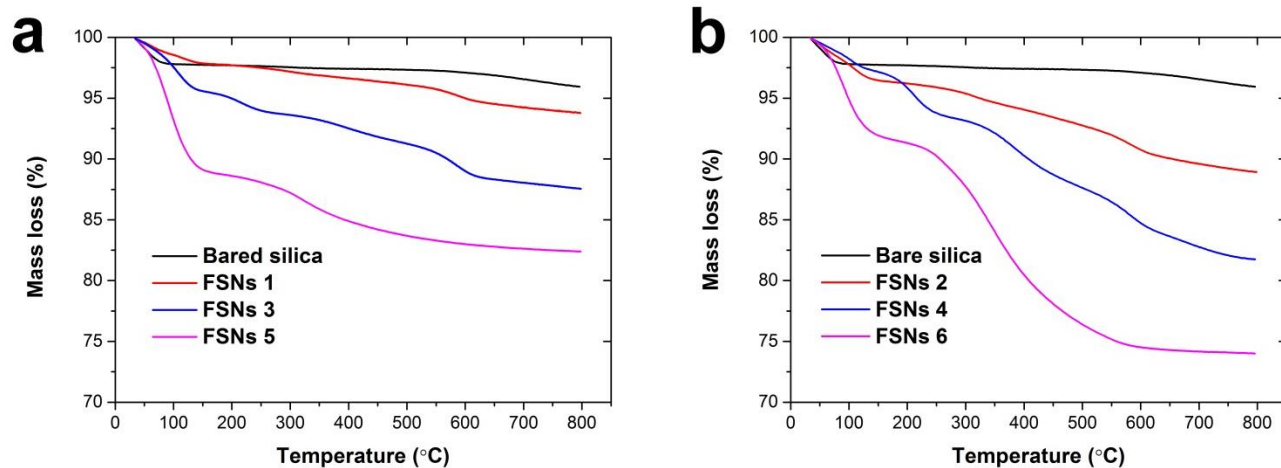 a
100
95
90
85
80
75
70
Mass loss (%)
Bared silica
FSNs 1
FSNs 3
FSNs 5
0 100 200 300 400 500 600 700 800
Temperature (°C)
b
100
95
90
85
80
75
70
Mass loss (%)
Bare silica
FSNs 2
FSNs 4
FSNs 6
0 100 200 300 400 500 600 700 800
Temperature (°C)